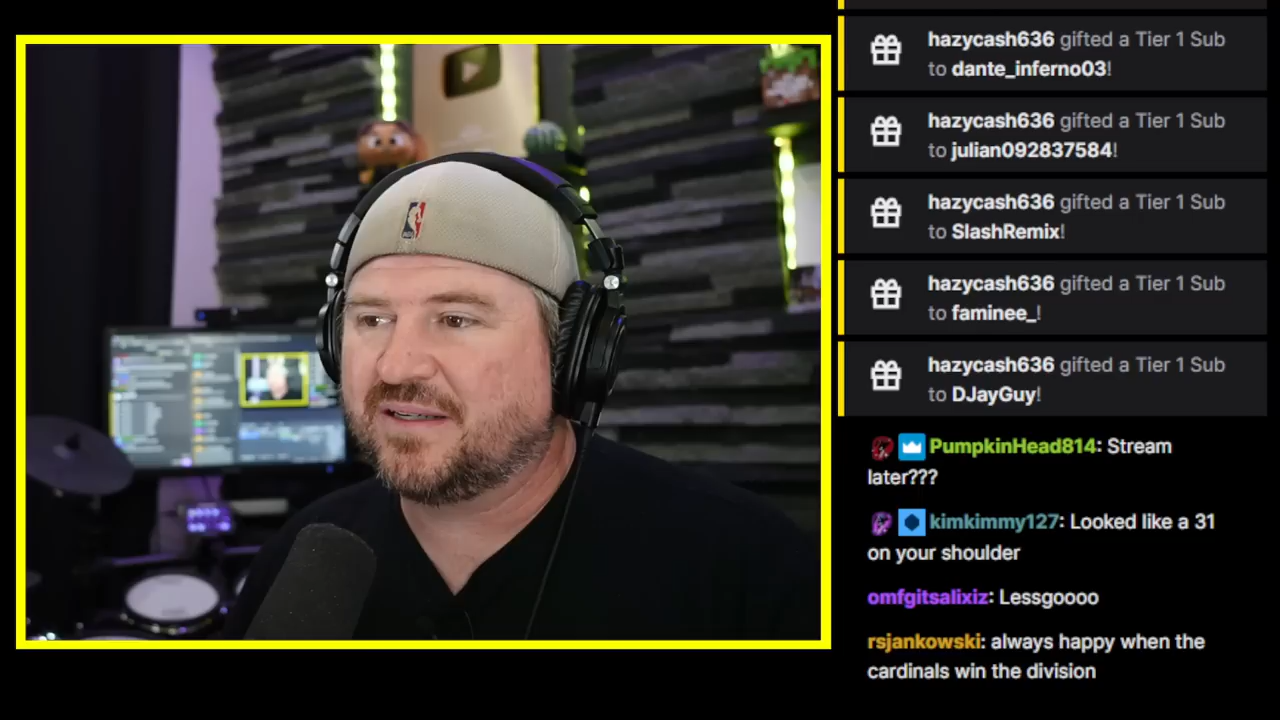 hazycash636 gifted a Tier 1 Sub
to dante_inferno03!
hazycash636 gifted a Tier 1 Sub
to julian092837584!
hazycash636 gifted a Tier 1 Sub
to SlashRemix!
hazycash636 gifted a Tier 1 Sub
to faminee_!
hazycash636 gifted a Tier 1 Sub
to DJayGuy!
PumpkinHead814: Stream
later???
kimkimmy127: Looked like a 31
on your shoulder
omfgitsalixiz: Lessgoooo
rsjankowski: always happy when the
cardinals win the division